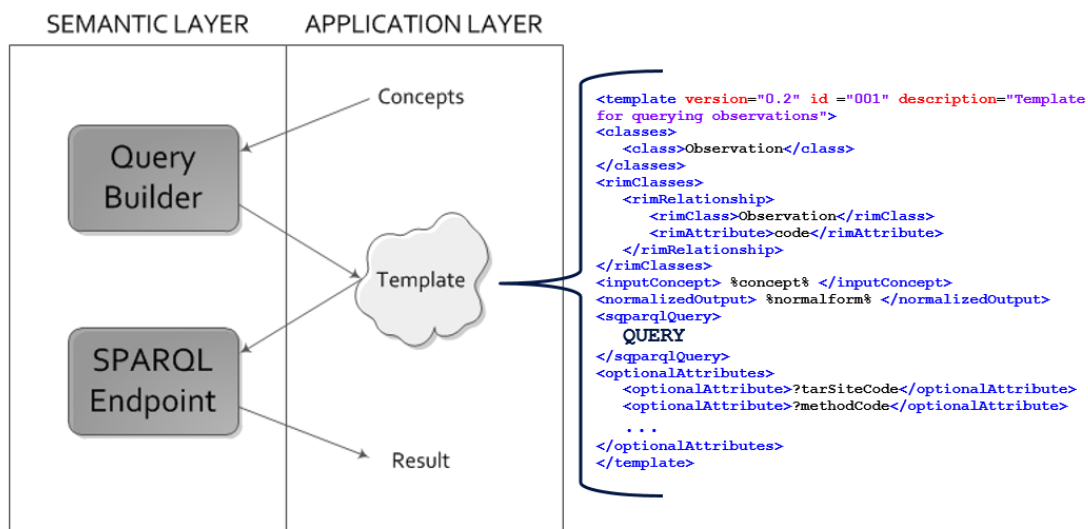 SEMANTIC LAYER
APPLICATION LAYER
Concepts
Query
Builder
Template
SPARQL
Endpoint
Result
<template version="0.2" id ="001" description="Template
for querying observations">
<classes>
<class>Observation</class>
</classes>
<rimClasses>
<rimRelationship>
<rimClass>Observation</rimClass>
<rimAttribute>code</rimAttribute>
</rimRelationship>
</rimClasses>
<inputConcept> %concept% </inputConcept>
<normalizedOutput> %normalform% </normalizedOutput>
<sqparqlQuery>
QUERY
</sqparqlQuery>
<optionalAttributes>
<optionalAttribute>?tarSiteCode</optionalAttribute>
<optionalAttribute>?methodCode</optionalAttribute>
...
</optionalAttributes>
</template>